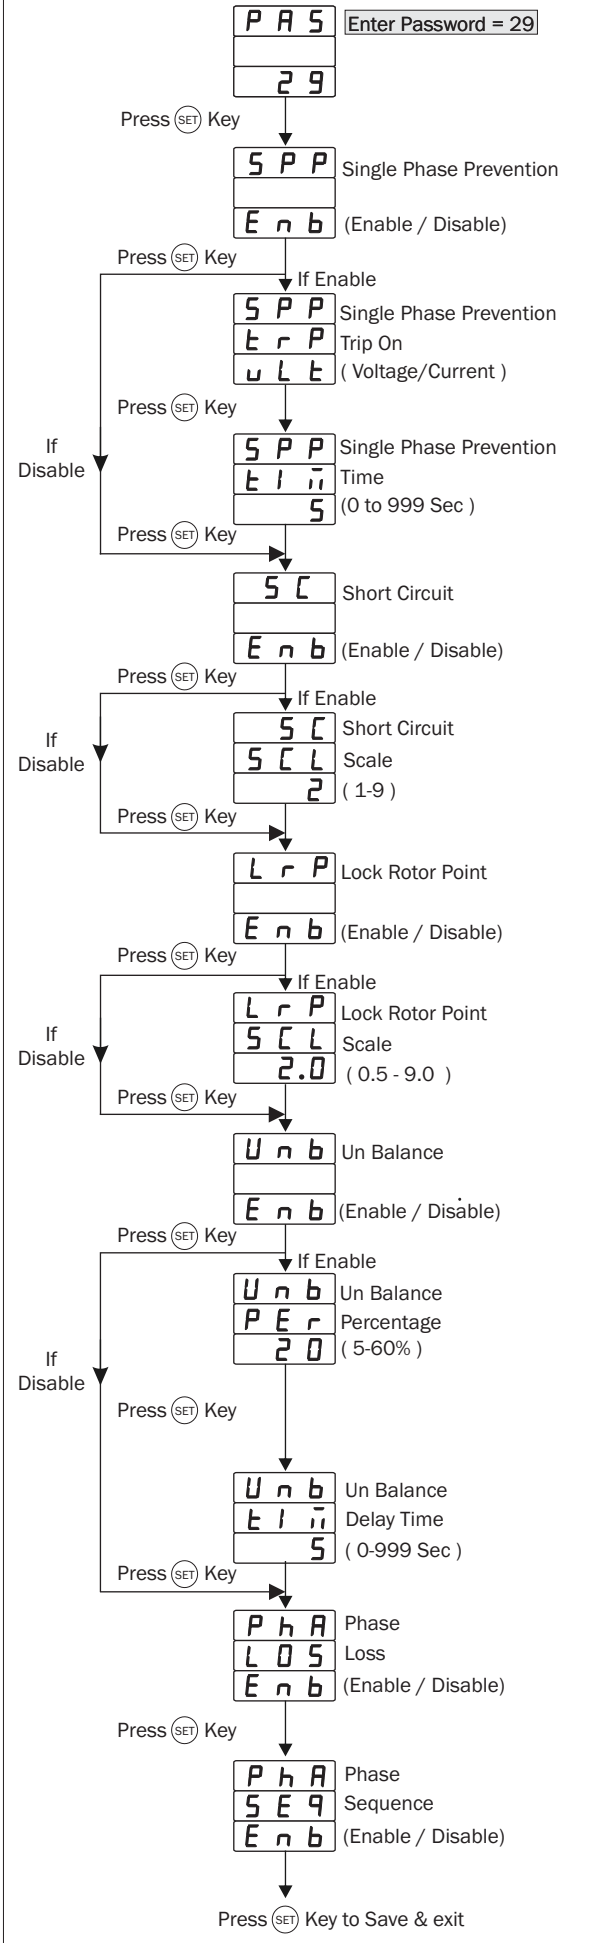 PAS Enter Password = 29
29
Press SET Key
SPP Single Phase Prevention
Enb (Enable / Disable)
Press SET Key
If Enable
SPP Single Phase Prevention
trP Trip On
vLt ( Voltage/Current )
Press SET Key
SPP Single Phase Prevention
If
Disable
tIM Time
5 (0 to 999 Sec )
Press SET Key
SC Short Circuit
Enb (Enable / Disable)
Press SET Key
If Enable
SC Short Circuit
If
Disable
SCL Scale
2 ( 1-9 )
Press SET Key
LrP Lock Rotor Point
Enb (Enable / Disable)
Press SET Key
If Enable
LrP Lock Rotor Point
If
Disable
SCL Scale
2.0 ( 0.5 - 9.0 )
Press SET Key
Unb Un Balance
Enb (Enable / Disable)
Press SET Key
If Enable
Unb Un Balance
PEr Percentage
20 ( 5-60% )
If
Disable
Press SET Key
Unb Un Balance
tIM Delay Time
5 ( 0-999 Sec )
Press SET Key
PhA Phase
LOS Loss
Enb (Enable / Disable)
Press SET Key
PhA Phase
SEq Sequence
Enb (Enable / Disable)
Press SET Key to Save & exit